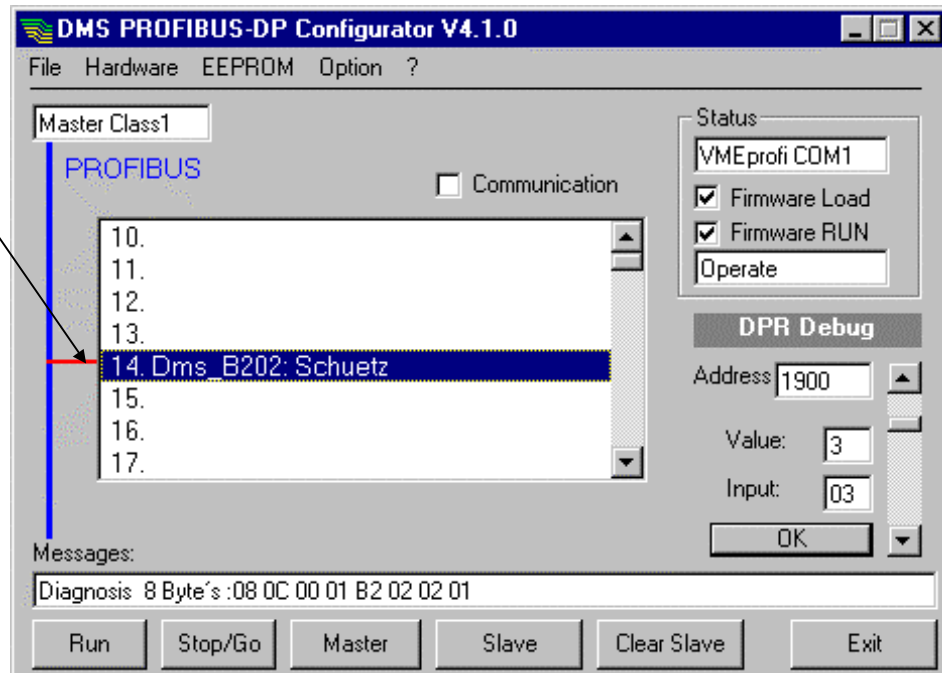 DMS PROFIBUS-DP Configurator V4.1.0
File Hardware EEPROM Option ?
Master Class1
PROFIBUS
Communication
10.
11.
12.
13.
14. Dms_B202: Schuetz
15.
16.
17.
Status
VMEprofi COM1
Firmware Load
Firmware RUN
Operate
DPR Debug
Address 1900
Value: 3
Input: 03
OK
Messages:
Diagnosis 8 Byte´s :08 0C 00 01 B2 02 02 01
Run Stop/Go Master Slave Clear Slave Exit